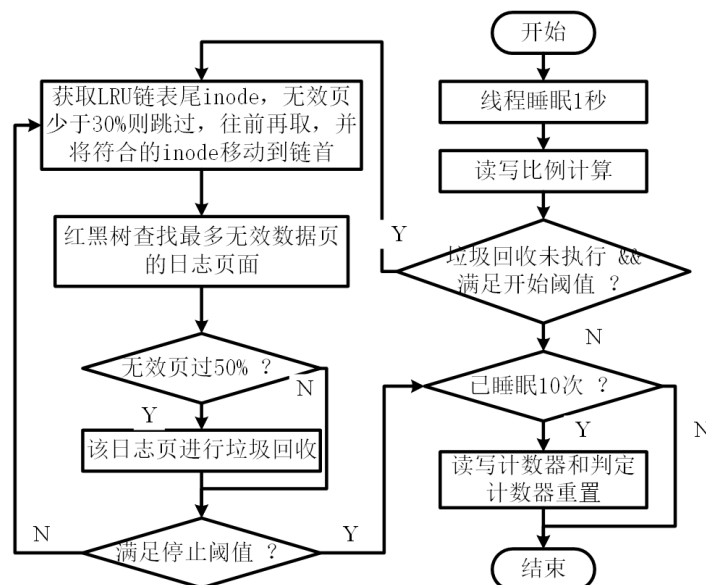 开始
线程睡眠1秒
读写比例计算
垃圾回收未执行 &&
满足开始阈值 ？
Y
N
获取LRU链表尾inode，无效页
少于30%则跳过，往前再取，并
将符合的inode移动到链首
红黑树查找最多无效数据页
的日志页面
无效页过50% ？
N
Y
该日志页进行垃圾回收
满足停止阈值 ？
N
Y
已睡眠10次 ？
Y
N
读写计数器和判定
计数器重置
结束